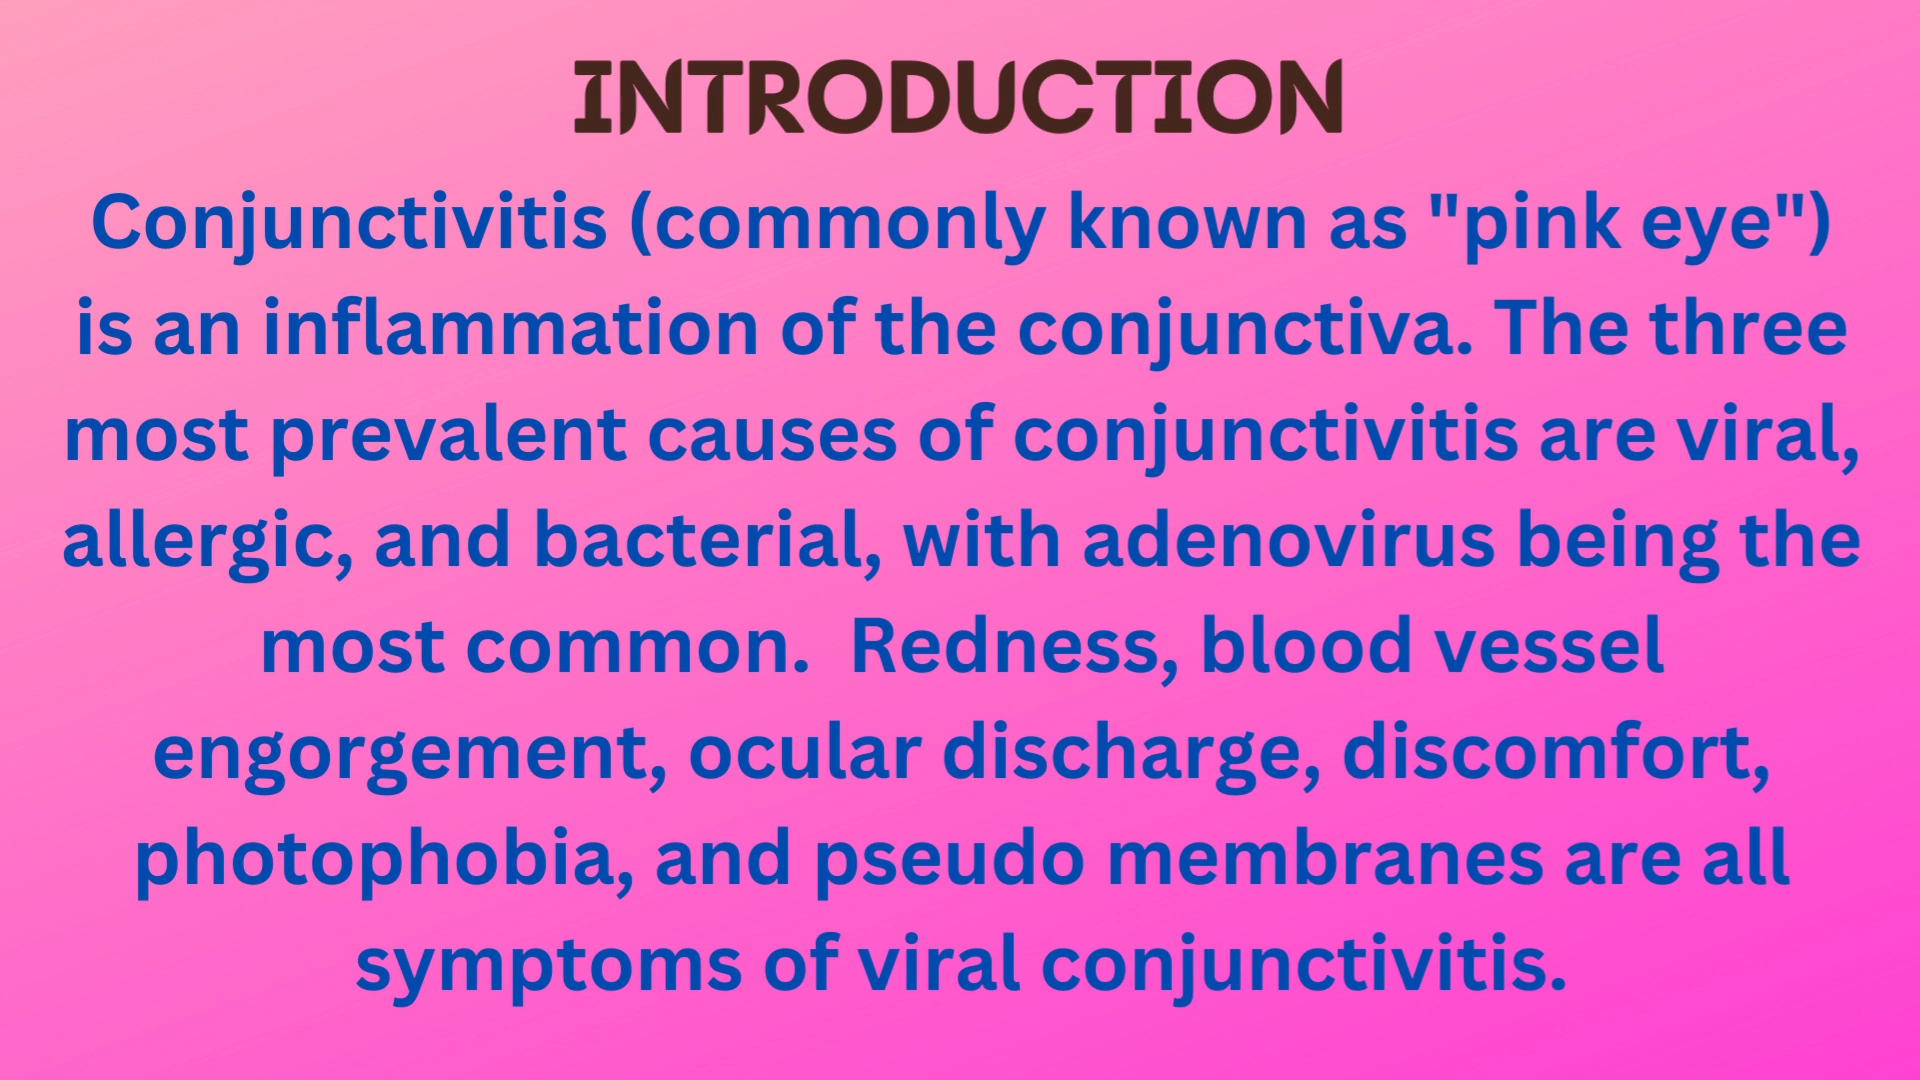 INTRODUCTION
Conjunctivitis (commonly known as "pink eye")
is an inflammation of the conjunctiva. The three
most prevalent causes of conjunctivitis are viral,
allergic, and bacterial, with adenovirus being the
most common.  Redness, blood vessel
engorgement, ocular discharge, discomfort,
photophobia, and pseudo membranes are all
symptoms of viral conjunctivitis.